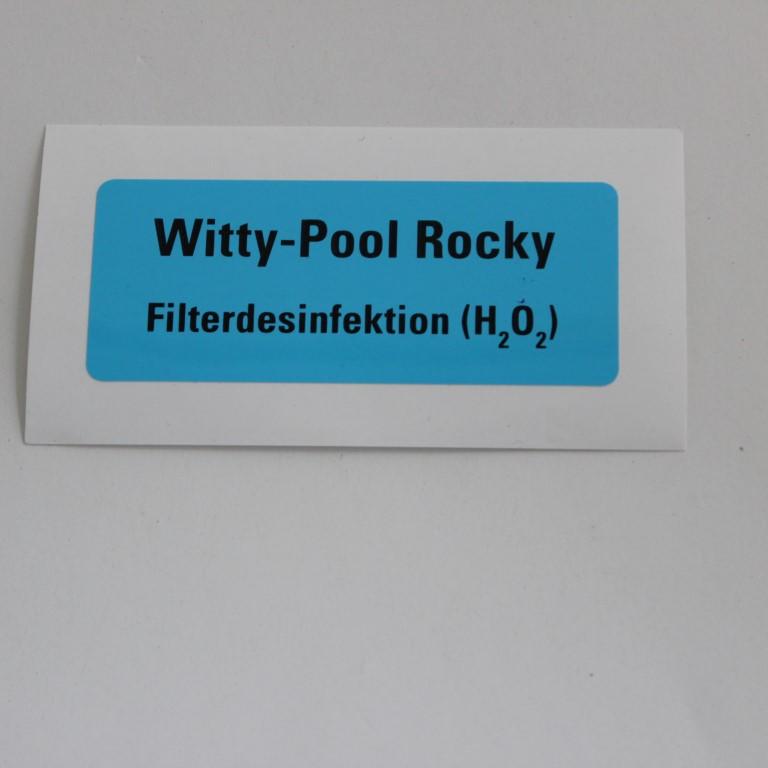 Witty-Pool Rocky
Filterdesinfektion (H₂O₂)